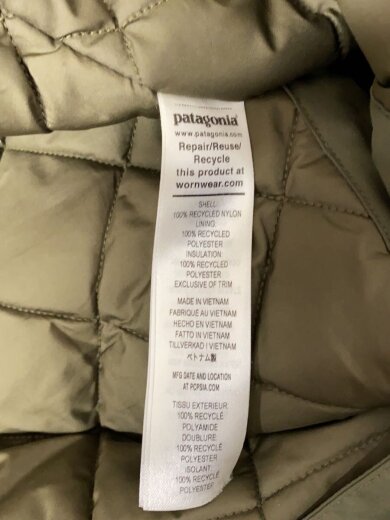 patagonia
www.patagonia.com
Repair/Reuse/
Recycle
this product at
wornwear.com
SHELL:
100% RECYCLED NYLON
LINING:
100% RECYCLED
POLYESTER
INSULATION:
100% RECYCLED
POLYESTER
EXCLUSIVE OF TRIM
MADE IN VIETNAM
FABRIQUÉ AU VIETNAM
HECHO EN VIETNAM
FATTO IN VIETNAM
TILLVERKAD I VIETNAM
ベトナム製
MFG DATE AND LOCATION
AT PCPSIA.COM
TISSU EXTERIEUR:
100% RECYCLÉ
POLYAMIDE
DOUBLURE:
100% RECYCLÉ
POLYESTER
ISOLANT:
100% RECYCLÉ
POLYESTER